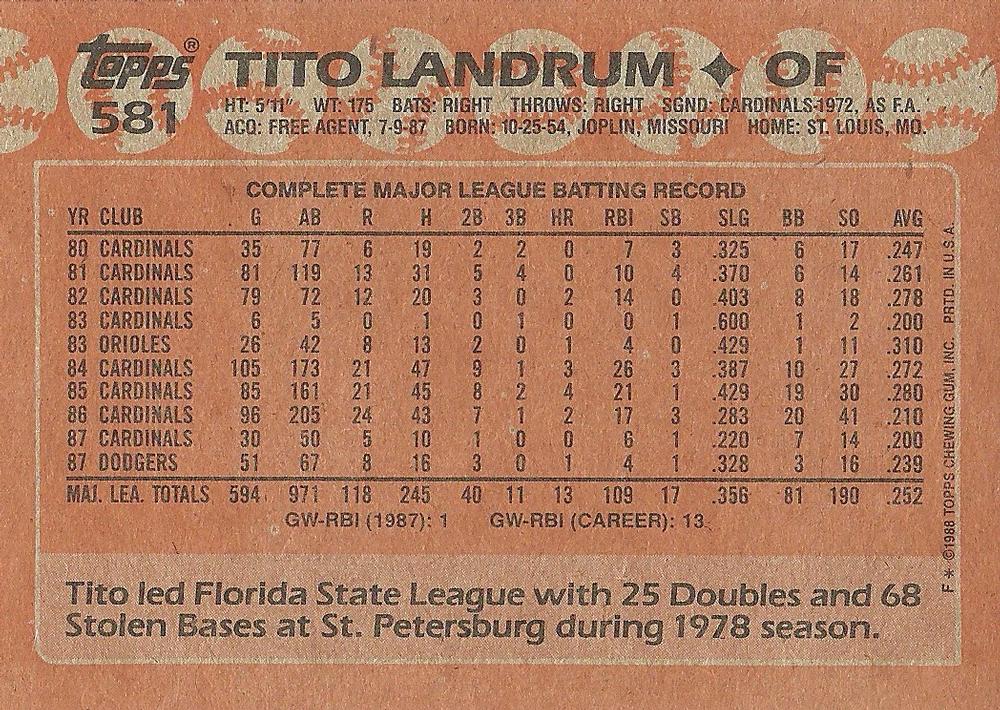 topps® TITO LANDRUM ✦ OF
581 HT: 5'11" WT: 175 BATS: RIGHT THROWS: RIGHT SGND: CARDINALS-1972, AS F.A.
ACQ: FREE AGENT, 7-9-87 BORN: 10-25-54, JOPLIN, MISSOURI HOME: ST. LOUIS, MO.
COMPLETE MAJOR LEAGUE BATTING RECORD
YR CLUB G AB R H 2B 3B HR RBI SB SLG BB SO AVG
80 CARDINALS 35 77 6 19 2 2 0 7 3 .325 6 17 .247
81 CARDINALS 81 119 13 31 5 4 0 10 4 .370 6 14 .261
82 CARDINALS 79 72 12 20 3 0 2 14 0 .403 8 18 .278
83 CARDINALS 6 5 0 1 0 1 0 0 1 .600 1 2 .200
83 ORIOLES 26 42 8 13 2 0 1 4 0 .429 1 11 .310
84 CARDINALS 105 173 21 47 9 1 3 26 3 .387 10 27 .272
85 CARDINALS 85 161 21 45 8 2 4 21 1 .429 19 30 .280
86 CARDINALS 96 205 24 43 7 1 2 17 3 .283 20 41 .210
87 CARDINALS 30 50 5 10 1 0 0 6 1 .220 7 14 .200
87 DODGERS 51 67 8 16 3 0 1 4 1 .328 3 16 .239
MAJ. LEA. TOTALS 594 971 118 245 40 11 13 109 17 .356 81 190 .252
GW-RBI (1987): 1 GW-RBI (CAREER): 13
Tito led Florida State League with 25 Doubles and 68
Stolen Bases at St. Petersburg during 1978 season.
F * ©1988 TOPPS CHEWING GUM, INC. PRTD. IN U.S.A.